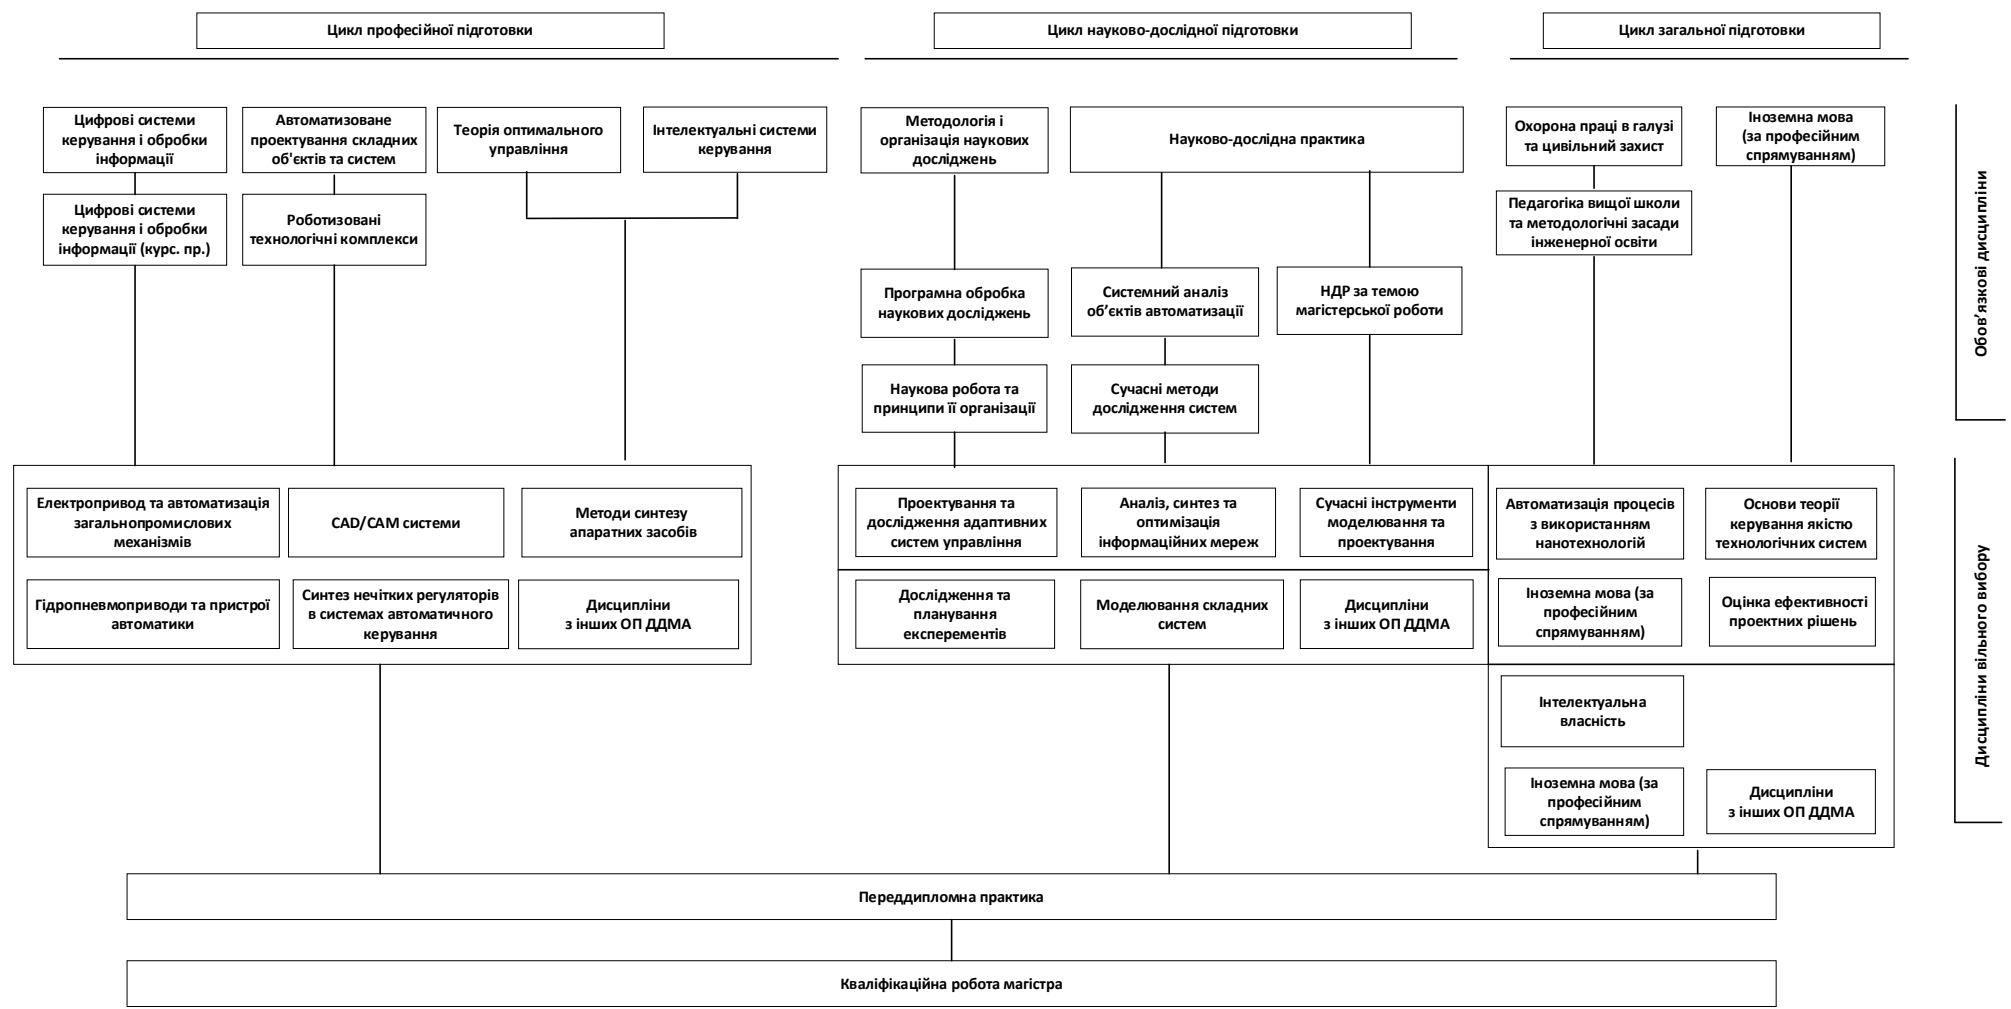 Цикл професійної підготовки
Цикл науково-дослідної підготовки
Цикл загальної підготовки
Цифрові системи
керування і обробки
інформації
Автоматизоване
проектування складних
об'єктів та систем
Теорія оптимального
управління
Інтелектуальні системи
керування
Методологія і
організація наукових
досліджень
Науково-дослідна практика
Охорона праці в галузі
та цивільний захист
Іноземна мова
(за професійним
спрямуванням)
Цифрові системи
керування і обробки
інформації (курс. пр.)
Роботизовані
технологічні комплекси
Педагогіка вищої школи
та методологічні засади
інженерної освіти
Програмна обробка
наукових досліджень
Системний аналіз
об’єктів автоматизації
НДР за темою
магістерської роботи
Наукова робота та
принципи її організації
Сучасні методи
дослідження систем
Обов’язкові дисципліни
Електропривод та автоматизація
загальнопромислових
механізмів
CAD/CAM системи
Методи синтезу
апаратних засобів
Проектування та
дослідження адаптивних
систем управління
Аналіз, синтез та
оптимізація
інформаційних мереж
Сучасні інструменти
моделювання та
проектування
Автоматизація процесів
з використанням
нанотехнологій
Основи теорії
керування якістю
технологічних систем
Гідропневмоприводи та пристрої
автоматики
Синтез нечітких регуляторів
в системах автоматичного
керування
Дисципліни
з інших ОП ДДМА
Дослідження та
планування
експерементів
Моделювання складних
систем
Дисципліни
з інших ОП ДДМА
Іноземна мова (за
професійним
спрямуванням)
Оцінка ефективності
проектних рішень
Інтелектуальна
власність
Іноземна мова (за
професійним
спрямуванням)
Дисципліни
з інших ОП ДДМА
Дисципліни вільного вибору
Переддипломна практика
Кваліфікаційна робота магістра